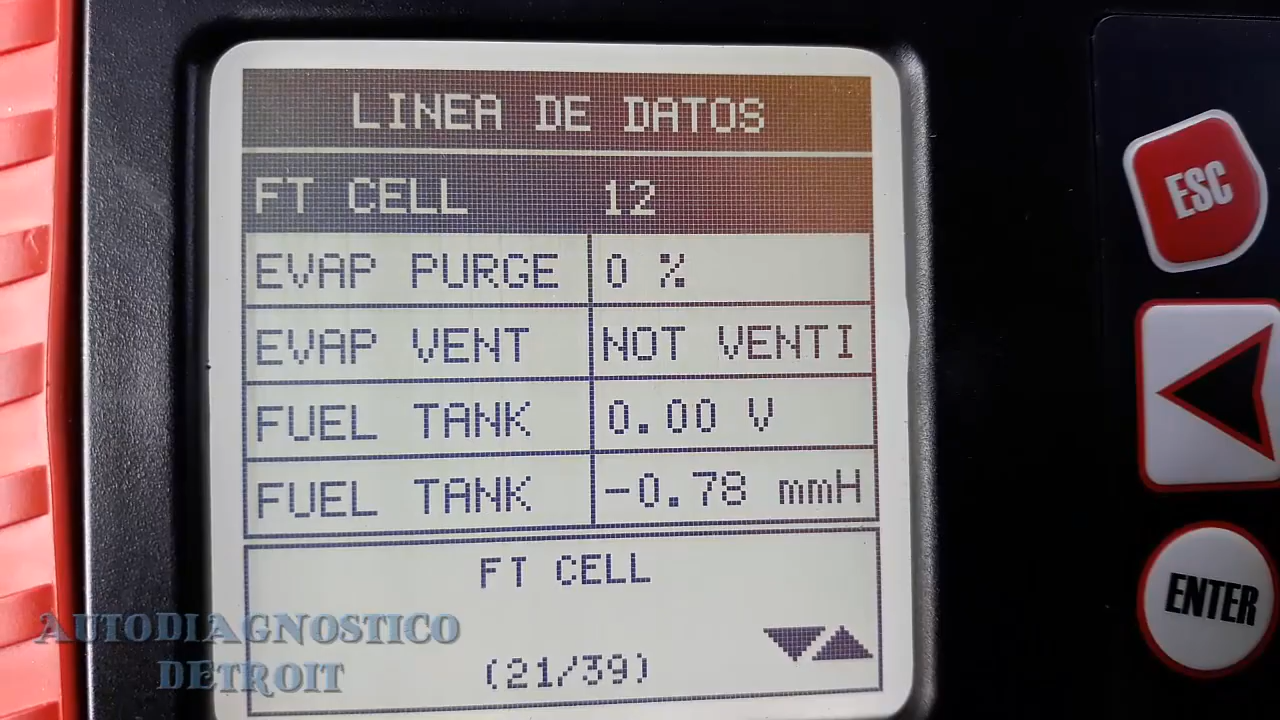 LINEA DE DATOS
FT CELL 12
EVAP PURGE 0 %
EVAP VENT NOT VENTI
FUEL TANK 0.00 V
FUEL TANK -0.78 mmH
FT CELL
(21/39)
ESC
ENTER
AUTODIAGNOSTICO
DETROIT